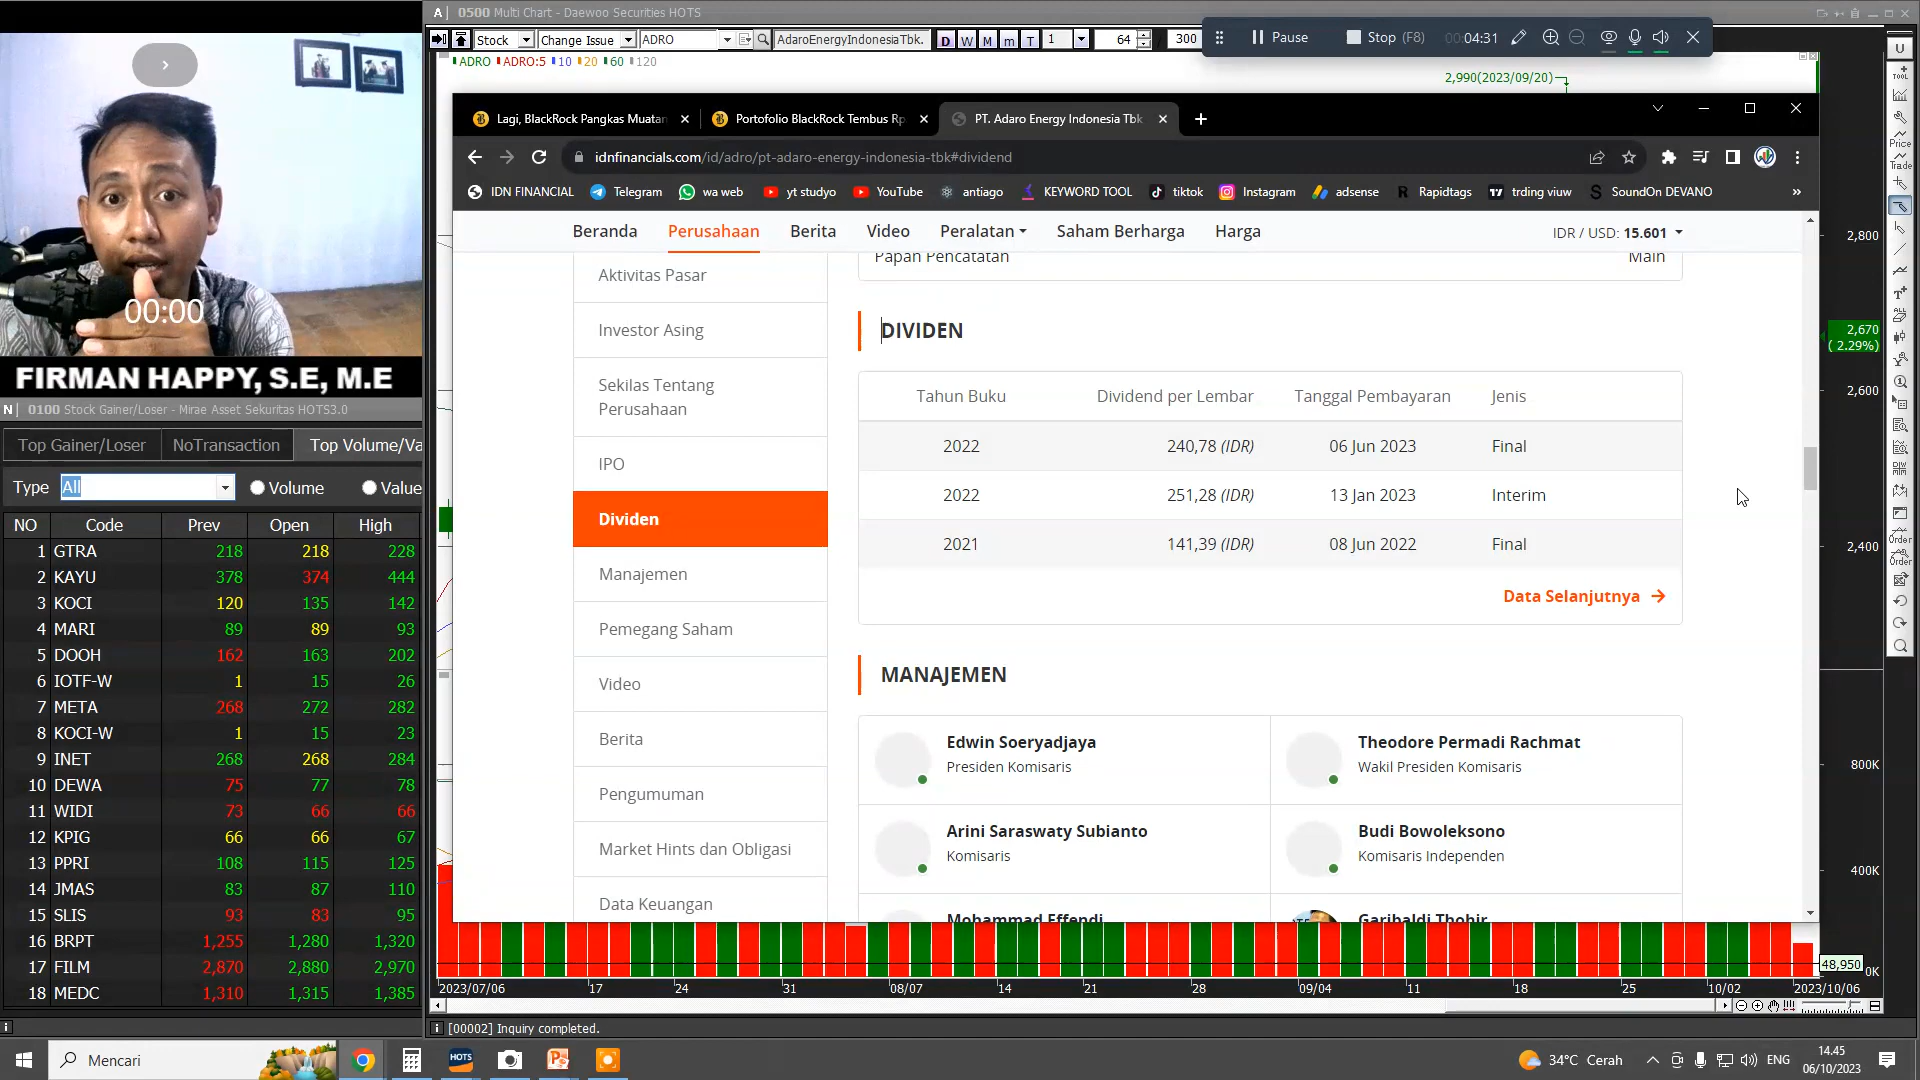 0500 Multi Chart - Daewoo Securities HOTS
Stock Change Issue ADRO AdaroEnergyIndonesiaTbk. D W M m T 1 64 300
Pause Stop (F8) 00:04:31
ADRO ADRO:5 10 20 60 120
2,990(2023/09/20)
00:00
FIRMAN HAPPY, S.E, M.E
0100 Stock Gainer/Loser - Mirae Asset Sekuritas HOTS3.0
Top Gainer/Loser NoTransaction Top Volume/Va
Type All Volume Value
NO Code Prev Open High
1 GTRA 218 218 228
2 KAYU 378 374 444
3 KOCI 120 135 142
4 MARI 89 89 93
5 DOOH 162 163 202
6 IOTF-W 1 15 26
7 META 268 272 282
8 KOCI-W 1 15 23
9 INET 268 268 284
10 DEWA 75 77 78
11 WIDI 73 66 66
12 KPIG 66 66 67
13 PPRI 108 115 125
14 JMAS 83 87 110
15 SLIS 93 83 95
16 BRPT 1,255 1,280 1,320
17 FILM 2,870 2,880 2,970
18 MEDC 1,310 1,315 1,385
Lagi, BlackRock Pangkas Muatan Portofolio BlackRock Tembus Rp PT. Adaro Energy Indonesia Tbk
idnfinancials.com/id/adro/pt-adaro-energy-indonesia-tbk#dividend
IDN FINANCIAL Telegram wa web yt studyo YouTube antiago KEYWORD TOOL tiktok Instagram adsense Rapidtags trding viuw SoundOn DEVANO
Beranda Perusahaan Berita Video Peralatan Saham Berharga Harga IDR / USD: 15.601
Aktivitas Pasar
Investor Asing
Sekilas Tentang
Perusahaan
IPO
Dividen
Manajemen
Pemegang Saham
Video
Berita
Pengumuman
Market Hints dan Obligasi
Data Keuangan
Papan Pencatatan Main
DIVIDEN
Tahun Buku Dividend per Lembar Tanggal Pembayaran Jenis
2022 240,78 (IDR) 06 Jun 2023 Final
2022 251,28 (IDR) 13 Jan 2023 Interim
2021 141,39 (IDR) 08 Jun 2022 Final
Data Selanjutnya
MANAJEMEN
Edwin Soeryadjaya
Presiden Komisaris
Theodore Permadi Rachmat
Wakil Presiden Komisaris
Arini Saraswaty Subianto
Komisaris
Budi Bowoleksono
Komisaris Independen
Mohammad Effendi
Garibaldi Thohir
2,800
2,670
( 2.29%)
2,600
2,400
800K
400K
48,950 0K
2023/07/06 17 24 31 08/07 14 21 28 09/04 11 18 25 10/02 2023/10/06
U
TOOL
Price
Trade
ALL
Order
Order
[00002] Inquiry completed.
Mencari HOTS 34°C Cerah ENG 14.45
06/10/2023